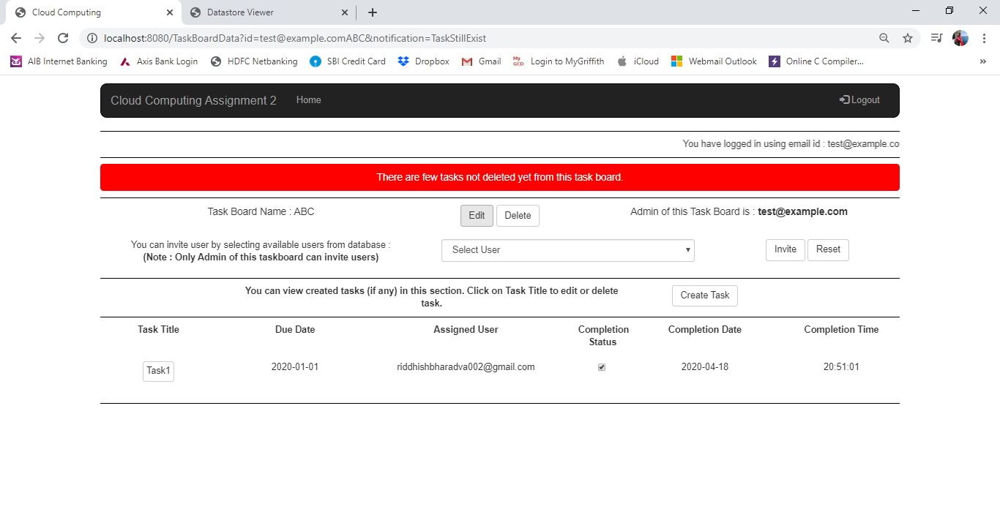 Cloud Computing
Datastore Viewer
localhost:8080/TaskBoardData?id=test@example.comABC&notification=TaskStillExist
AIB Internet Banking Axis Bank Login HDFC Netbanking SBI Credit Card Dropbox Gmail My GCD. Login to MyGriffith iCloud Webmail Outlook Online C Compiler... »
Cloud Computing Assignment 2 Home Logout
You have logged in using email id : test@example.co
There are few tasks not deleted yet from this task board.
Task Board Name : ABC Edit Delete Admin of this Task Board is : test@example.com
You can invite user by selecting available users from database :
(Note : Only Admin of this taskboard can invite users)
Select User Invite Reset
You can view created tasks (if any) in this section. Click on Task Title to edit or delete
task.
Create Task
Task Title Due Date Assigned User Completion Status Completion Date Completion Time
Task1 2020-01-01 riddhishbharadva002@gmail.com 2020-04-18 20:51:01